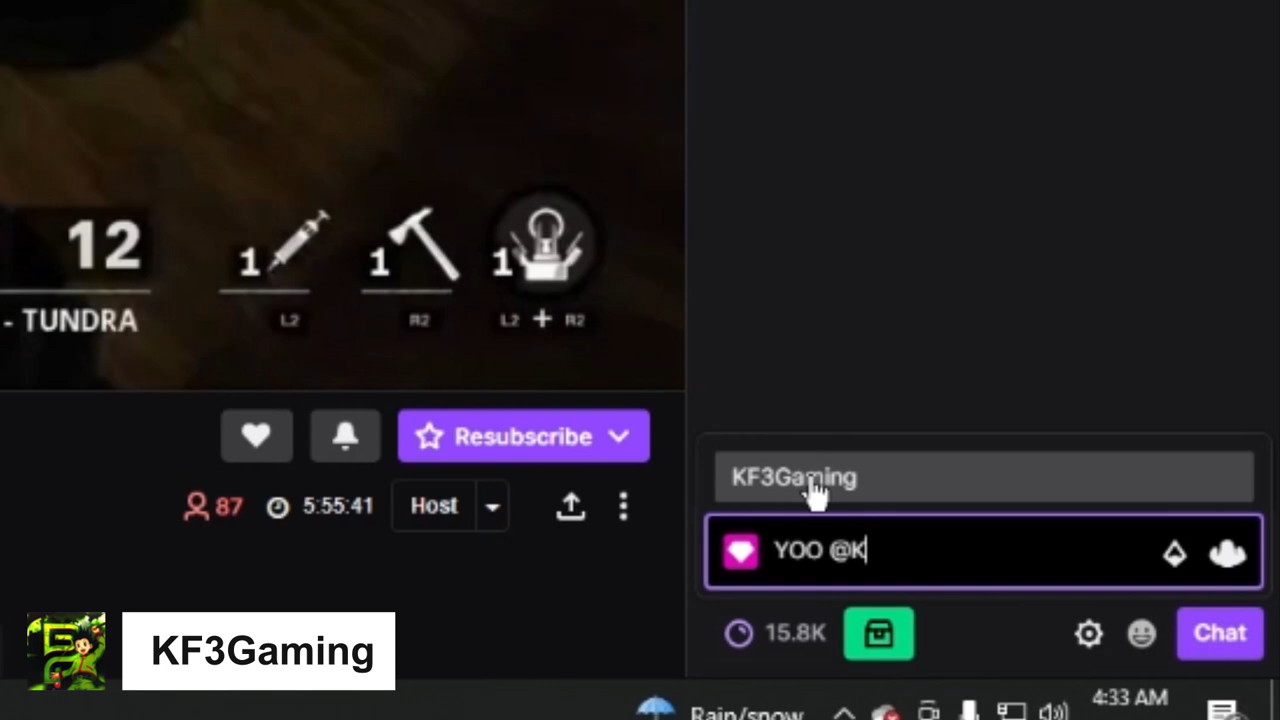 12
1
1
1
- TUNDRA
L2
R2
L2 + R2
Resubscribe
87
5:55:41
Host
KF3Gaming
YOO @K
15.8K
Chat
KF3Gaming
Rain/snow
4:33 AM